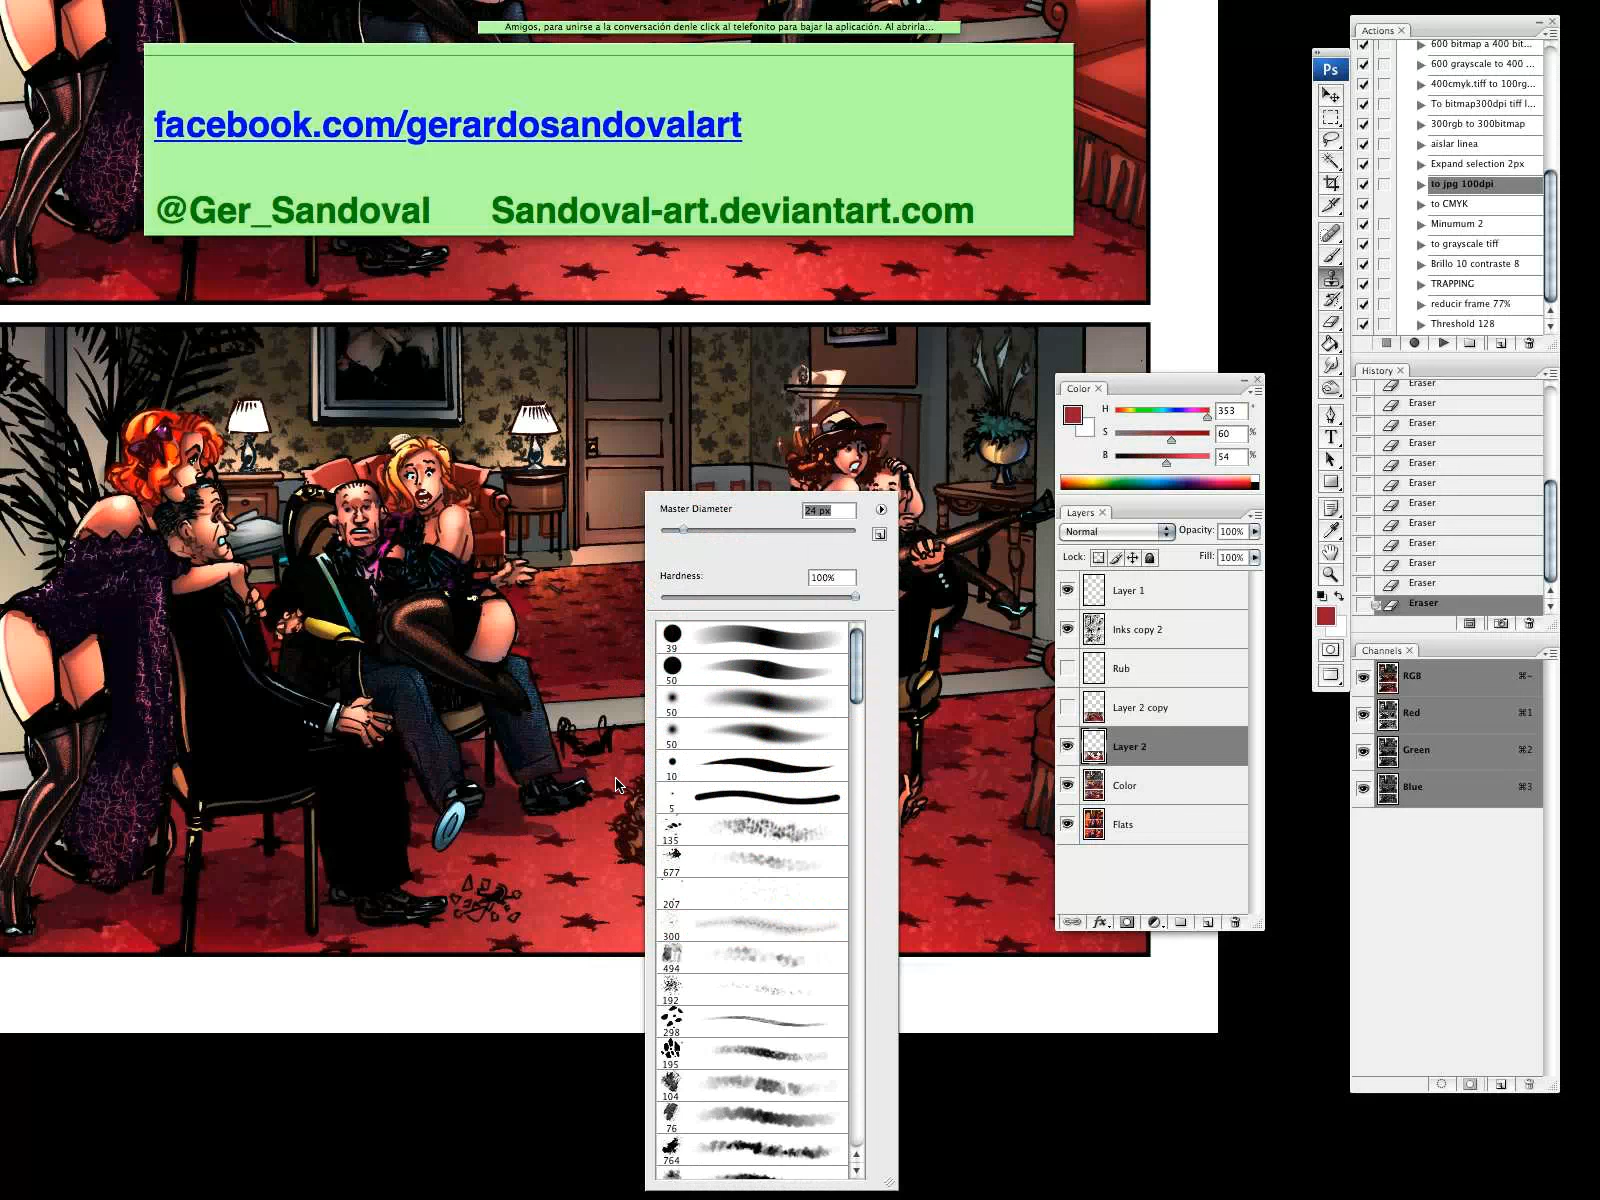 Amigos, para unirse a la conversación denle click al telefonito para bajar la aplicación. Al abrirla...
facebook.com/gerardosandovalart
@Ger_Sandoval Sandoval-art.deviantart.com
Actions
600 bitmap a 400 bit...
600 grayscale to 400 ...
400cmyk.tiff to 100rg...
To bitmap300dpi tiff l...
300rgb to 300bitmap
aislar linea
Expand selection 2px
to jpg 100dpi
to CMYK
Minumum 2
to grayscale tiff
Brillo 10 contraste 8
TRAPPING
reducir frame 77%
Threshold 128
Ps
History
Eraser
Eraser
Eraser
Eraser
Eraser
Eraser
Eraser
Eraser
Eraser
Eraser
Eraser
Eraser
Channels
RGB ⌘~
Red ⌘1
Green ⌘2
Blue ⌘3
Color
H 353 °
S 60 %
B 54 %
Layers
Normal Opacity: 100%
Lock: Fill: 100%
Layer 1
Inks copy 2
Rub
Layer 2 copy
Layer 2
Color
Flats
Master Diameter 24 px
Hardness: 100%
39
50
50
50
10
5
135
677
207
300
494
192
298
195
104
76
764